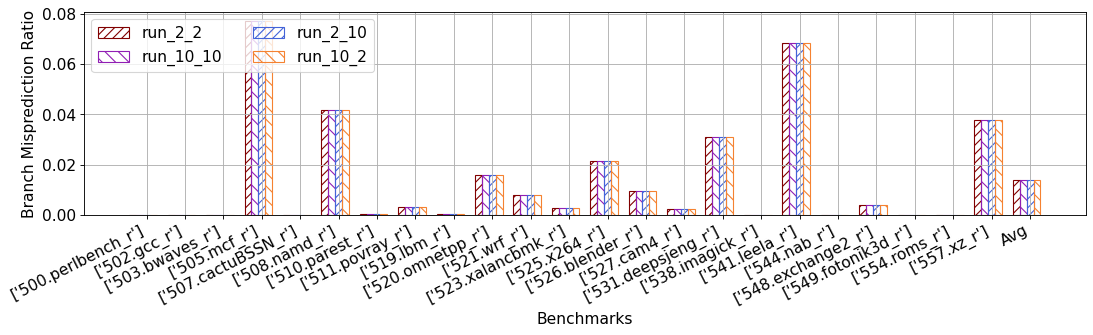 Branch Misprediction Ratio
0.08
0.06
0.04
0.02
0.00
run_2_2
run_10_10
run_2_10
run_10_2
['500.perlbench_r']
['502.gcc_r']
['503.bwaves_r']
['505.mcf_r']
['507.cactuBSSN_r']
['508.namd_r']
['510.parest_r']
['511.povray_r']
['519.lbm_r']
['520.omnetpp_r']
['521.wrf_r']
['523.xalancbmk_r']
['525.x264_r']
['526.blender_r']
['527.cam4_r']
['531.deepsjeng_r']
['538.imagick_r']
['541.leela_r']
['544.nab_r']
['548.exchange2_r']
['549.fotonik3d_r']
['554.roms_r']
['557.xz_r']
Avg
Benchmarks